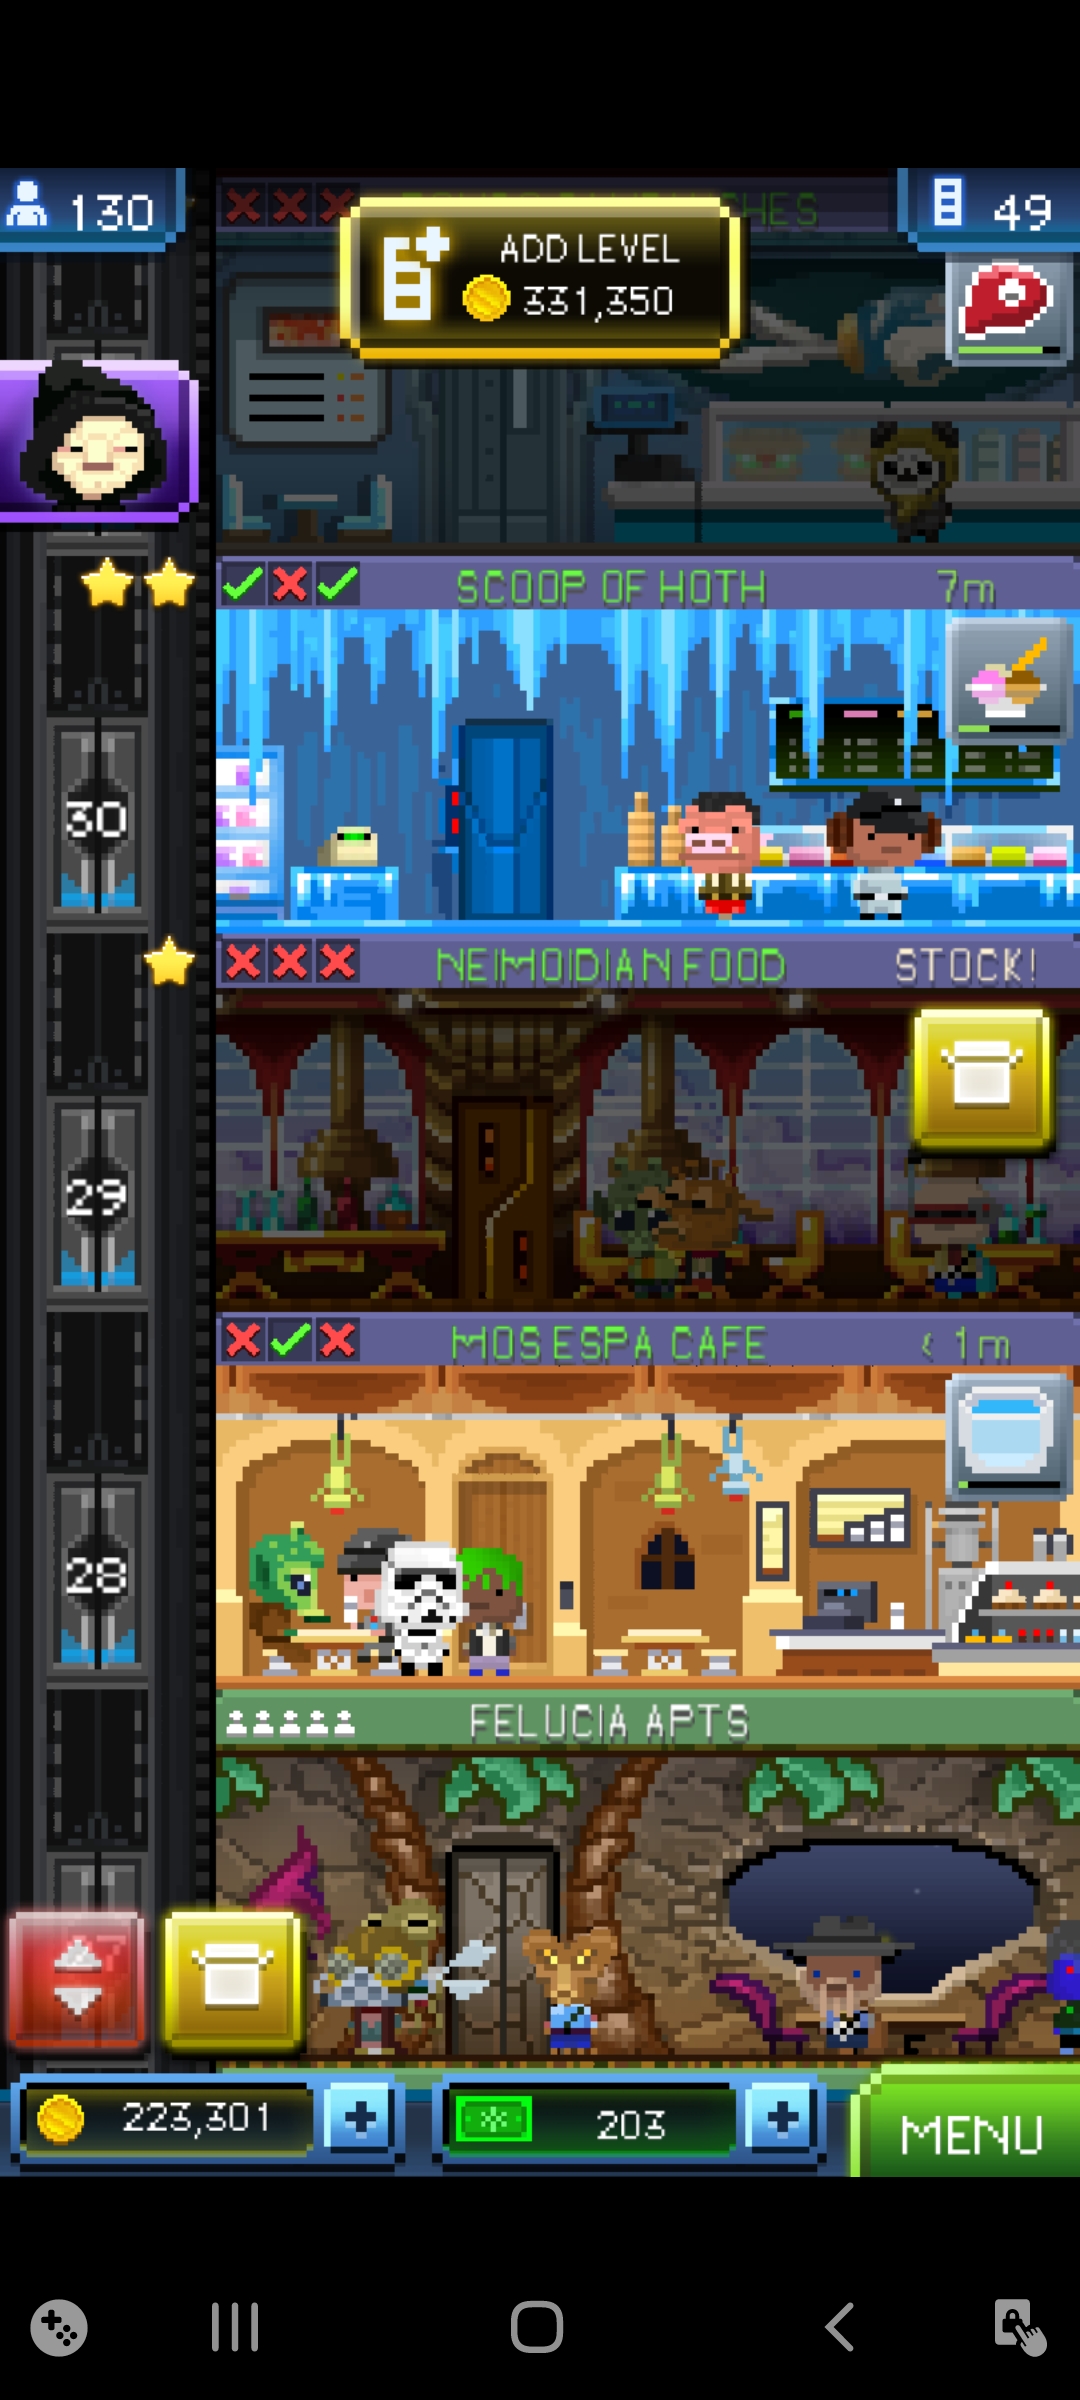 130
ADD LEVEL
331,350
49
SCOOP OF HOTH 7m
30
NEIMOIDIAN FOOD STOCK!
29
MOS ESPA CAFE < 1m
28
FELUCIA APTS
223,301
203
MENU